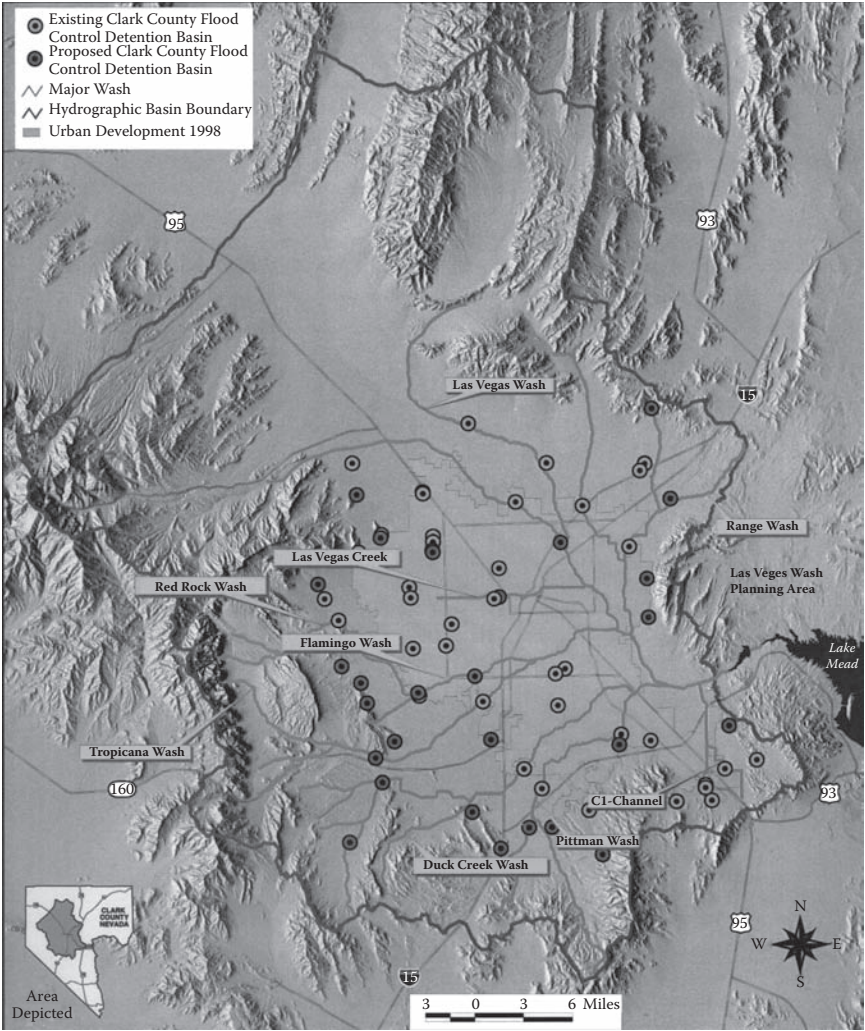 Existing Clark County Flood
Control Detention Basin
Proposed Clark County Flood
Control Detention Basin
Major Wash
Hydrographic Basin Boundary
Urban Development 1998
95
93
Las Vegas Wash
15
Range Wash
Las Vegas Creek
Las Veges Wash
Planning Area
Red Rock Wash
Flamingo Wash
Lake
Mead
Tropicana Wash
160
93
C1-Channel
Pittman Wash
Duck Creek Wash
CLARK
COUNTY
NEVADA
95
N
W
E
S
15
Area
Depicted
3 0 3 6 Miles